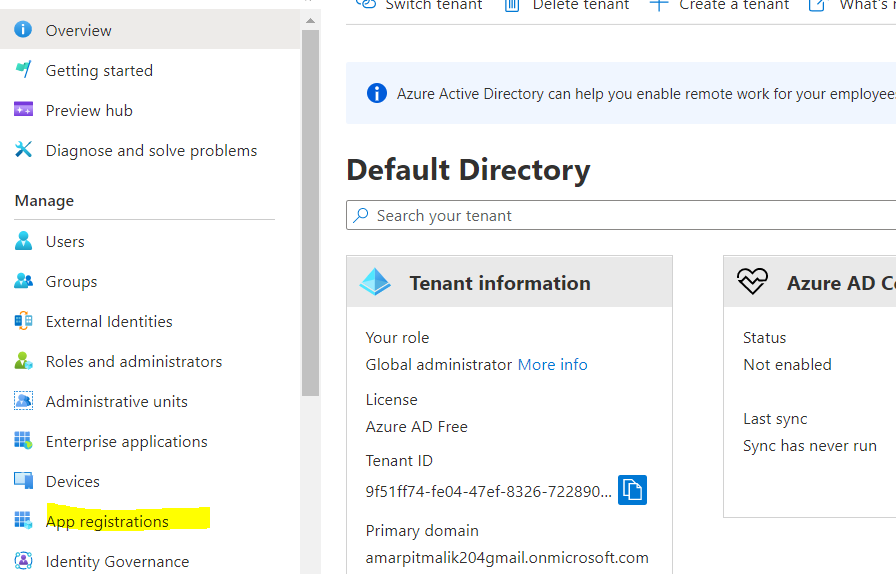 Switch tenant
Delete tenant
Create a tenant
What's
Overview
Getting started
Preview hub
Diagnose and solve problems
Manage
Users
Groups
External Identities
Roles and administrators
Administrative units
Enterprise applications
Devices
App registrations
Identity Governance
Azure Active Directory can help you enable remote work for your employee
Default Directory
Search your tenant
Tenant information
Your role
Global administrator More info
License
Azure AD Free
Tenant ID
9f51ff74-fe04-47ef-8326-722890...
Primary domain
amarpitmalik204gmail.onmicrosoft.com
Azure AD C
Status
Not enabled
Last sync
Sync has never run